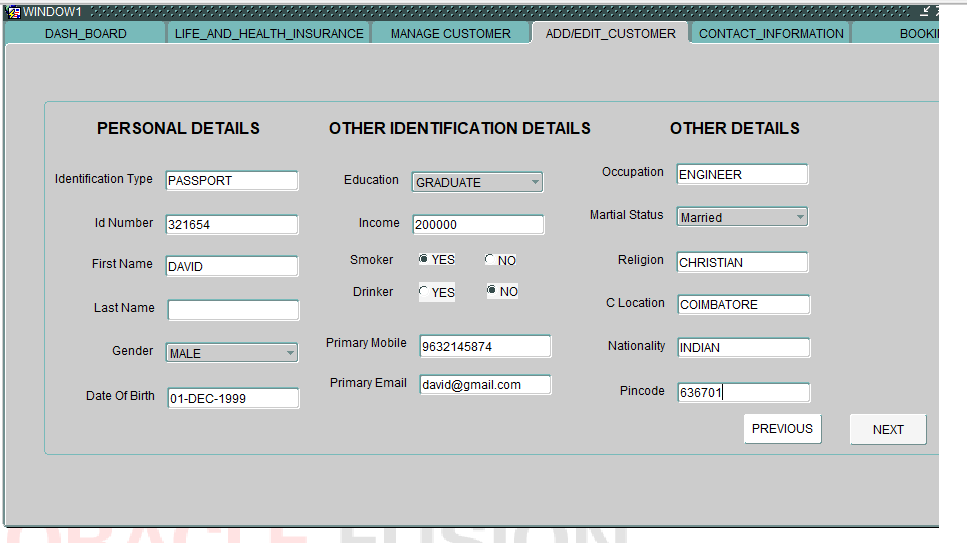 WINDOW1
DASH_BOARD LIFE_AND_HEALTH_INSURANCE MANAGE CUSTOMER ADD/EDIT_CUSTOMER CONTACT_INFORMATION BOOKI
PERSONAL DETAILS OTHER IDENTIFICATION DETAILS OTHER DETAILS
Identification Type PASSPORT Education GRADUATE Occupation ENGINEER
Id Number 321654 Income 200000 Martial Status Married
First Name DAVID Smoker YES NO Religion CHRISTIAN
Last Name Drinker YES NO C Location COIMBATORE
Gender MALE Primary Mobile 9632145874 Nationality INDIAN
Date Of Birth 01-DEC-1999 Primary Email david@gmail.com Pincode 636701
PREVIOUS NEXT
ORACLE FUSION